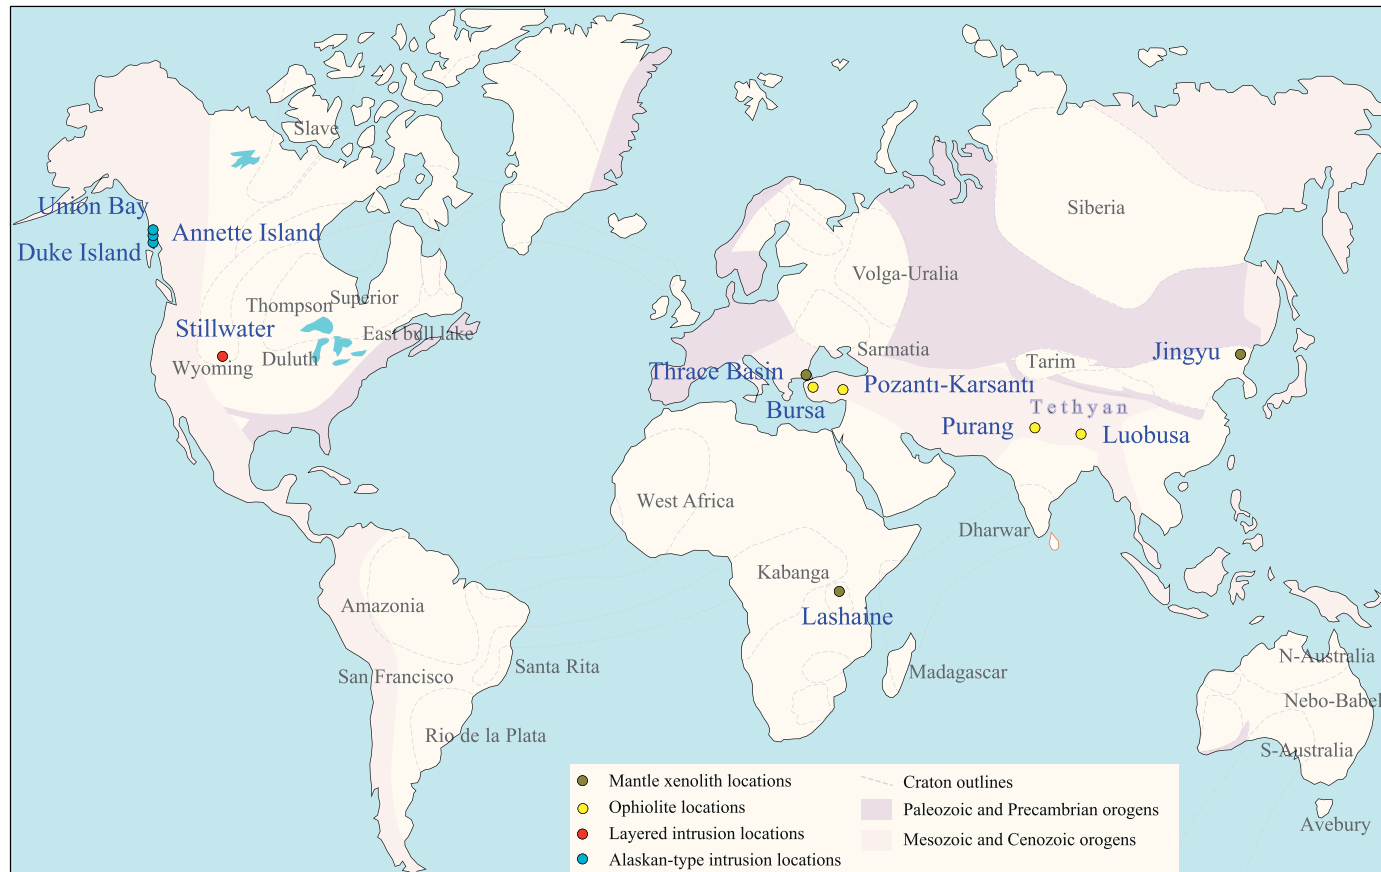 Slave
Union Bay
Annette Island
Duke Island
Siberia
Volga-Uralia
Thompson
Superior
Stillwater
East bull lake
Wyoming
Duluth
Sarmatia
Jingyu
Tarim
Thrace Basin
Pozantı-Karsantı
Bursa
Tethyan
Purang
Luobusa
West Africa
Dharwar
Kabanga
Amazonia
Lashaine
San Francisco
Santa Rita
Madagascar
N-Australia
Nebo-Babel
Rio de la Plata
S-Australia
Avebury
Mantle xenolith locations
Ophiolite locations
Layered intrusion locations
Alaskan-type intrusion locations
Craton outlines
Paleozoic and Precambrian orogens
Mesozoic and Cenozoic orogens